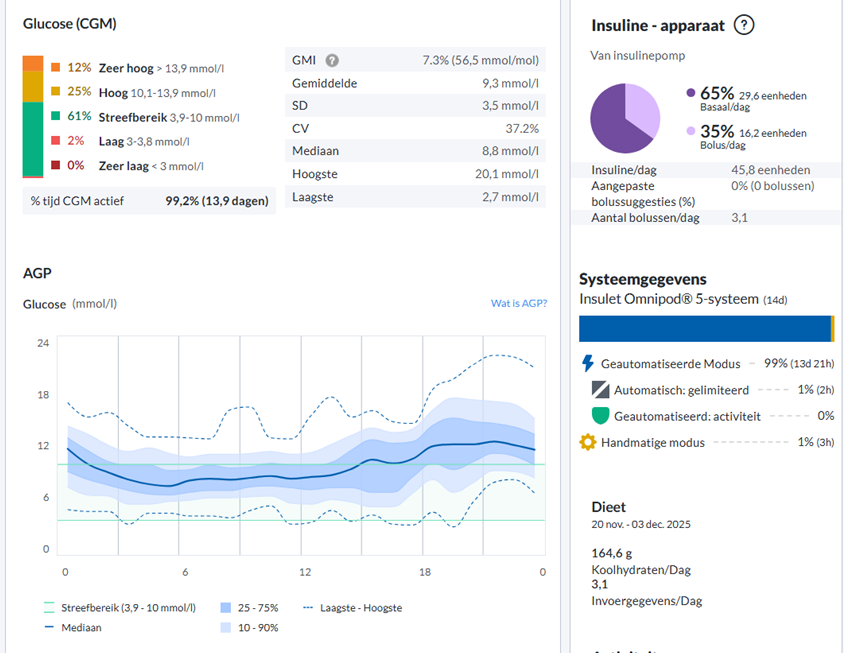 Glucose (CGM)
12% Zeer hoog > 13,9 mmol/l
25% Hoog 10,1-13,9 mmol/l
61% Streefbereik 3,9-10 mmol/l
2% Laag 3-3,8 mmol/l
0% Zeer laag < 3 mmol/l
% tijd CGM actief 99,2% (13,9 dagen)
GMI ? 7.3% (56,5 mmol/mol)
Gemiddelde 9,3 mmol/l
SD 3,5 mmol/l
CV 37.2%
Mediaan 8,8 mmol/l
Hoogste 20,1 mmol/l
Laagste 2,7 mmol/l
AGP
Glucose (mmol/l) Wat is AGP?
24
18
12
6
0
0 6 12 18 0
Streefbereik (3,9 - 10 mmol/l) 25 - 75% Laagste - Hoogste
Mediaan 10 - 90%
Insuline - apparaat ?
Van insulinepomp
65% 29,6 eenheden
Basaal/dag
35% 16,2 eenheden
Bolus/dag
Insuline/dag 45,8 eenheden
Aangepaste 0% (0 bolussen)
bolussuggesties (%)
Aantal bolussen/dag 3,1
Systeemgegevens
Insulet Omnipod® 5-systeem (14d)
Geautomatiseerde Modus 99% (13d 21h)
Automatisch: gelimiteerd 1% (2h)
Geautomatiseerd: activiteit 0%
Handmatige modus 1% (3h)
Dieet
20 nov. - 03 dec. 2025
164,6 g
Koolhydraten/Dag
3,1
Invoergegevens/Dag